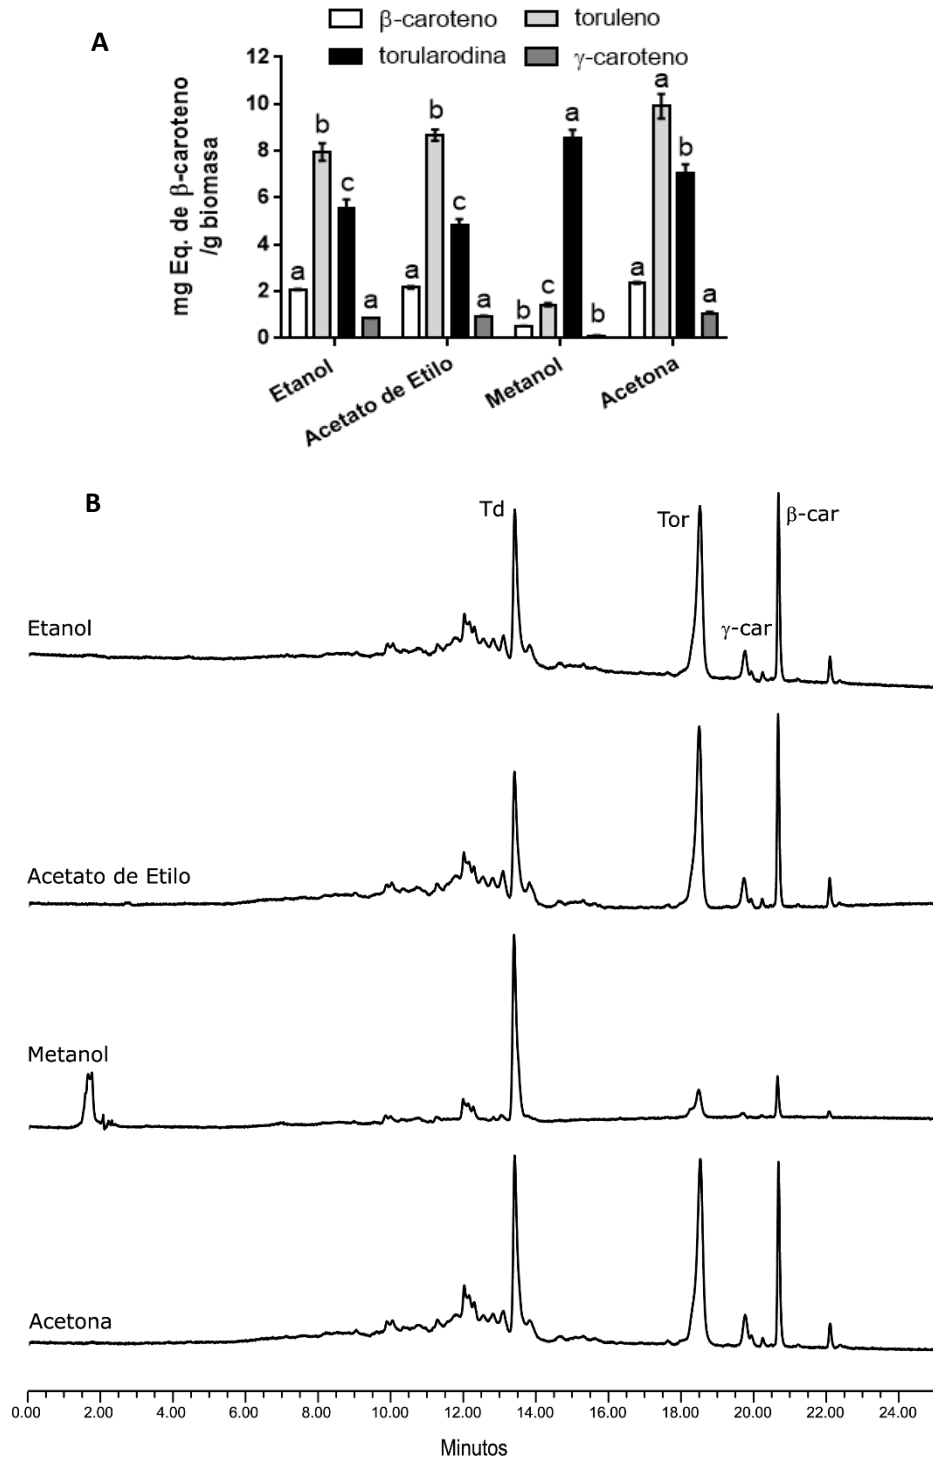 A
β-caroteno
toruleno
torularodina
γ-caroteno
mg Eq. de β-caroteno
/g biomasa
12
10
8
6
4
2
0
a
b
c
a
a
b
c
a
b
c
a
b
a
a
b
a
Etanol
Acetato de Etilo
Metanol
Acetona
B
Td
Tor
γ-car
β-car
Etanol
Acetato de Etilo
Metanol
Acetona
0.00 2.00 4.00 6.00 8.00 10.00 12.00 14.00 16.00 18.00 20.00 22.00 24.00
Minutos